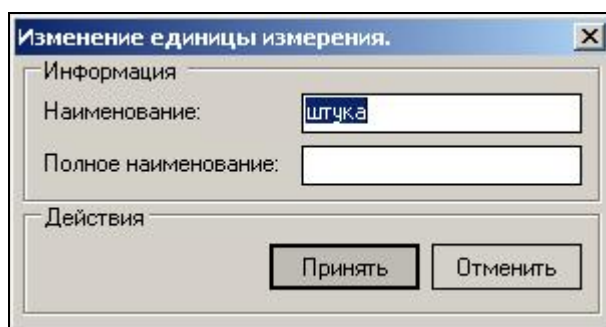 Изменение единицы измерения.
Информация
Наименование: штука
Полное наименование:
Действия
Принять Отменить